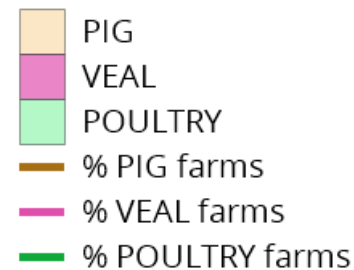 PIG
VEAL
POULTRY
% PIG farms
% VEAL farms
% POULTRY farms